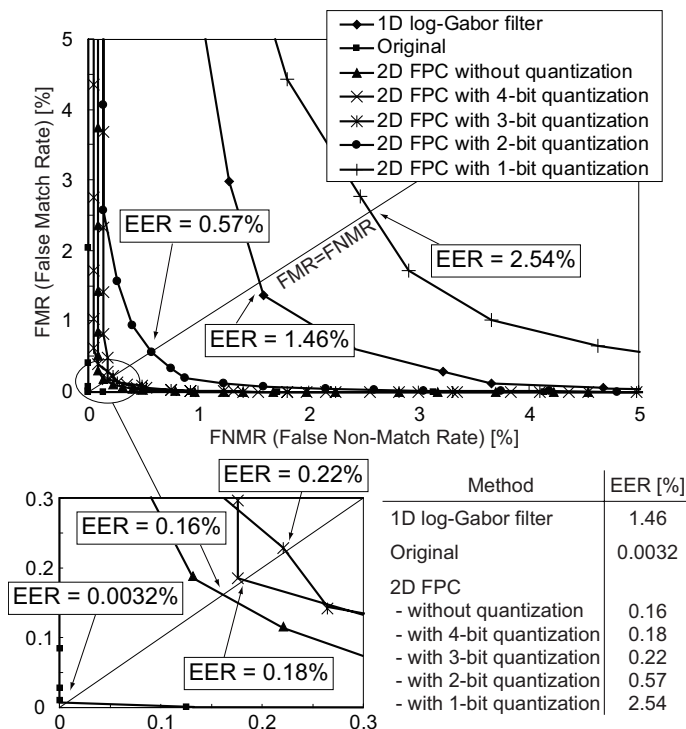 1D log-Gabor filter
Original
2D FPC without quantization
2D FPC with 4-bit quantization
2D FPC with 3-bit quantization
2D FPC with 2-bit quantization
2D FPC with 1-bit quantization
FMR (False Match Rate) [%]
5
4
3
2
1
0
EER = 0.57%
FMR=FNMR
EER = 2.54%
EER = 1.46%
0 1 2 3 4 5
FNMR (False Non-Match Rate) [%]
0.3
0.2
0.1
0
EER = 0.22%
EER = 0.16%
EER = 0.0032%
EER = 0.18%
0 0.1 0.2 0.3
Method EER [%]
1D log-Gabor filter 1.46
Original 0.0032
2D FPC
- without quantization 0.16
- with 4-bit quantization 0.18
- with 3-bit quantization 0.22
- with 2-bit quantization 0.57
- with 1-bit quantization 2.54